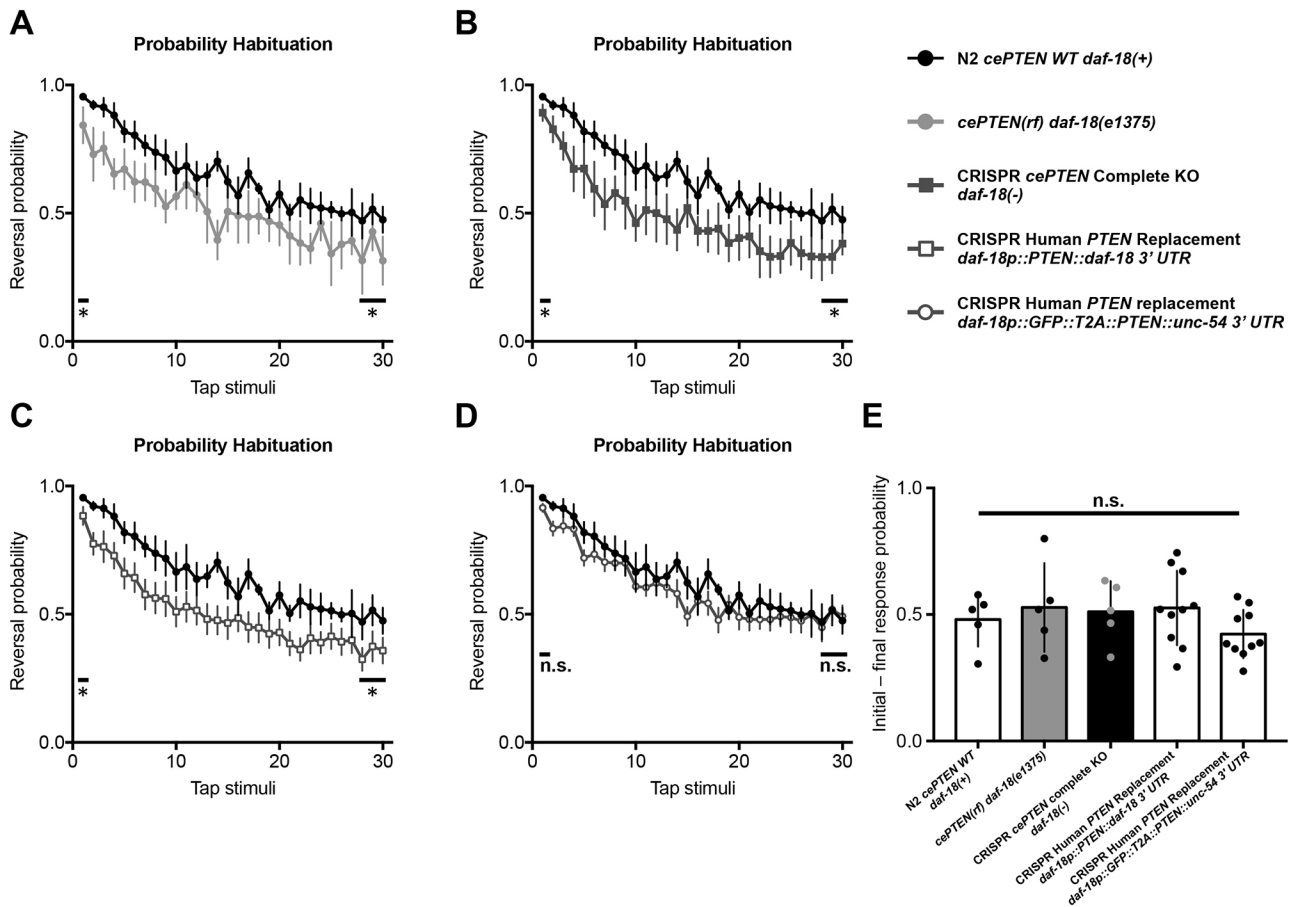 A
Probability Habituation
Reversal probability
1.0
0.5
0.0
*
*
0
10
20
30
Tap stimuli
B
Probability Habituation
Reversal probability
1.0
0.5
0.0
*
*
0
10
20
30
Tap stimuli
N2 cePTEN WT daf-18(+)
cePTEN(rf) daf-18(e1375)
CRISPR cePTEN Complete KO
daf-18(-)
CRISPR Human PTEN Replacement
daf-18p::PTEN::daf-18 3’ UTR
CRISPR Human PTEN replacement
daf-18p::GFP::T2A::PTEN::unc-54 3’ UTR
C
Probability Habituation
Reversal probability
1.0
0.5
0.0
*
*
0
10
20
30
Tap stimuli
D
Probability Habituation
Reversal probability
1.0
0.5
0.0
n.s.
n.s.
0
10
20
30
Tap stimuli
E
Initial – final response probability
1.0
0.5
0.0
n.s.
N2 cePTEN WT
daf-18(+)
cePTEN(rf) daf-18(e1375)
CRISPR cePTEN complete KO
daf-18(-)
CRISPR Human PTEN Replacement
daf-18p::PTEN::daf-18 3’ UTR
CRISPR Human PTEN Replacement
daf-18p::GFP::T2A::PTEN::unc-54 3’ UTR